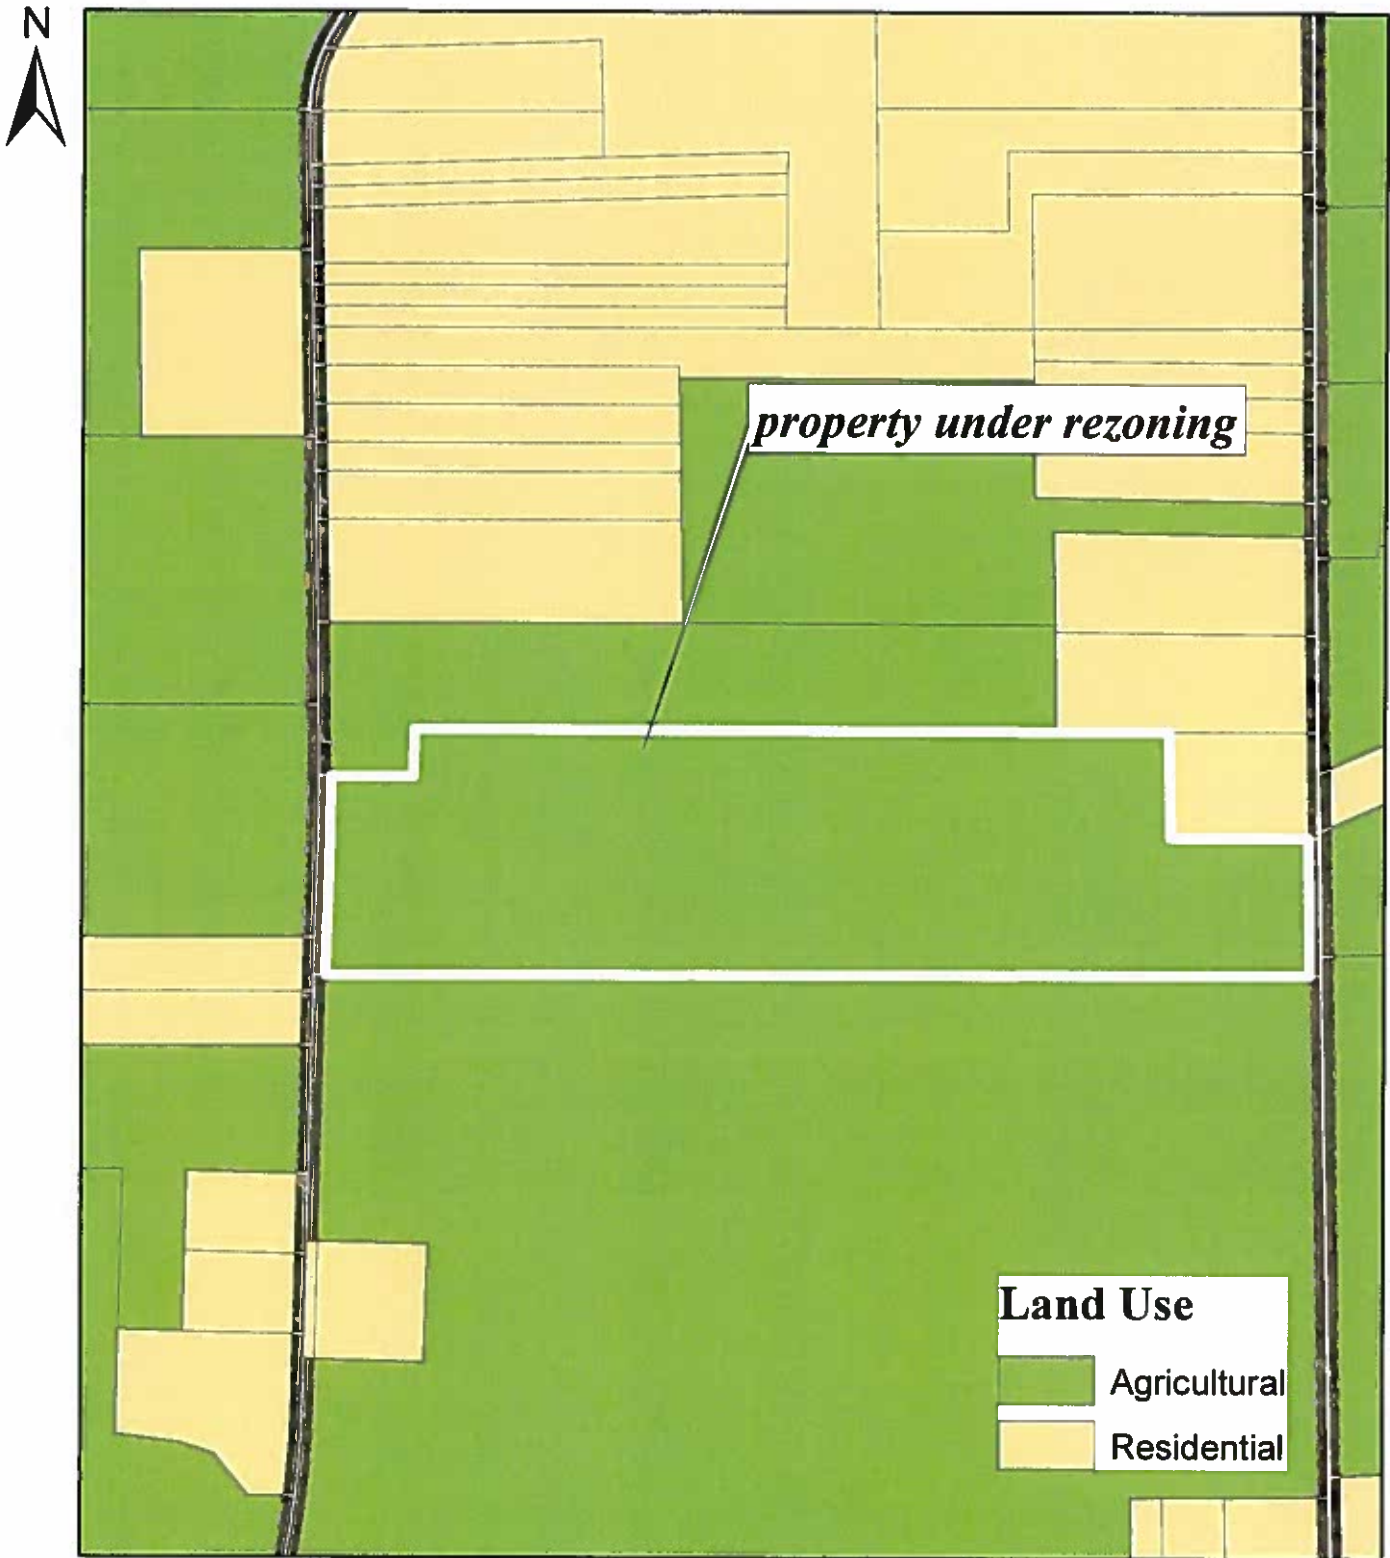 N
property under rezoning
Land Use
Agricultural
Residential